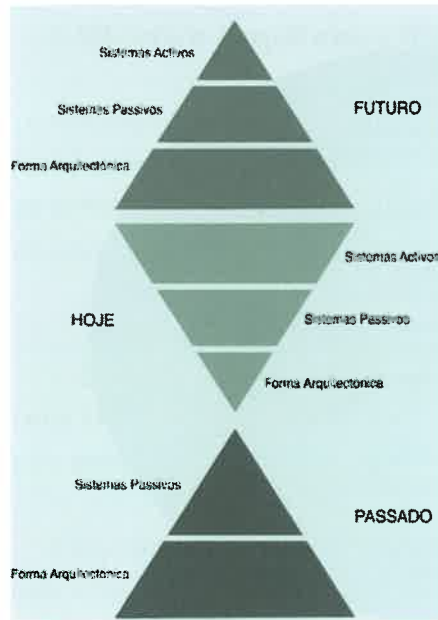 Sistemas Activos
Sistemas Passivos
FUTURO
Forma Arquitectónica
Sistemas Activos
HOJE
Sistemas Passivos
Forma Arquitectónica
Sistemas Passivos
PASSADO
Forma Arquitectónica